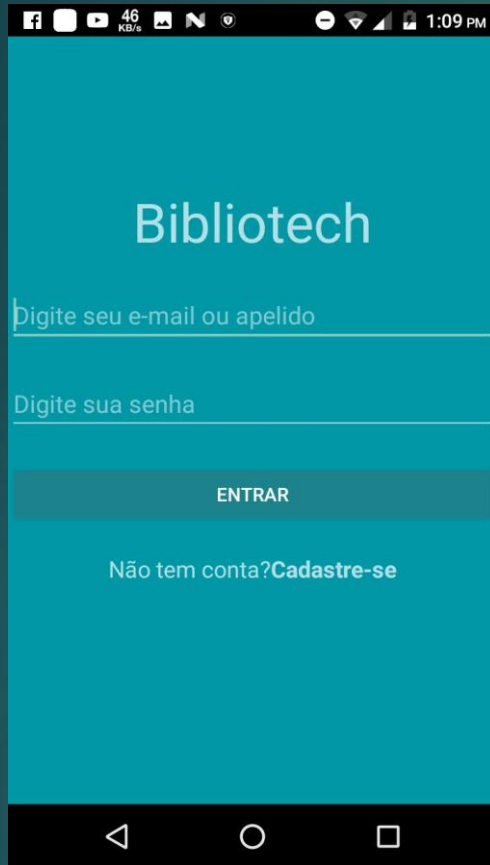 46
KB/s
1:09 PM
Bibliotech
Digite seu e-mail ou apelido
Digite sua senha
ENTRAR
Não tem conta?Cadastre-se